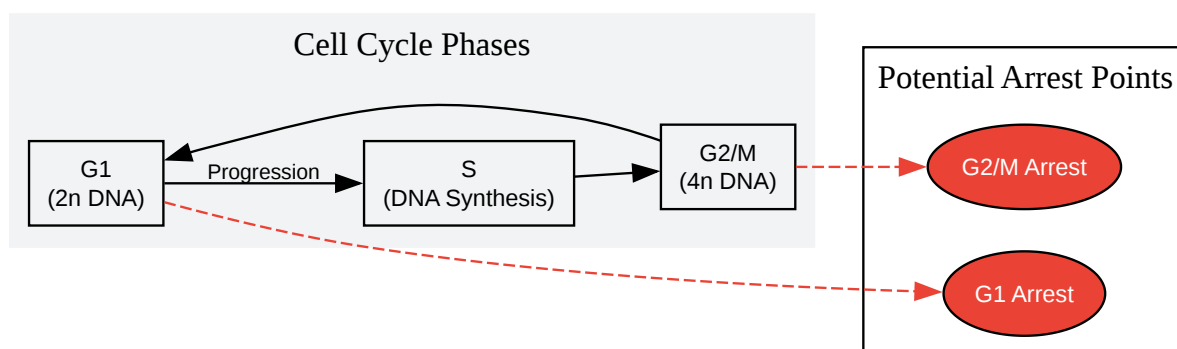 Cell Cycle Phases
Potential Arrest Points
G1
(2n DNA)
Progression
S
(DNA Synthesis)
G2/M
(4n DNA)
G2/M Arrest
G1 Arrest